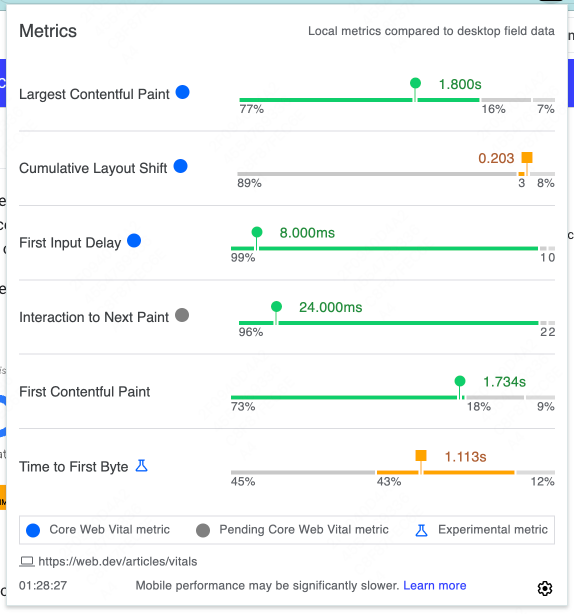 Metrics
Local metrics compared to desktop field data
Largest Contentful Paint
1.800s
77% 16% 7%
Cumulative Layout Shift
0.203
89% 3 8%
First Input Delay
8.000ms
99% 1 0
Interaction to Next Paint
24.000ms
96% 2 2
First Contentful Paint
1.734s
73% 18% 9%
Time to First Byte
1.113s
45% 43% 12%
Core Web Vital metric
Pending Core Web Vital metric
Experimental metric
https://web.dev/articles/vitals
01:28:27
Mobile performance may be significantly slower. Learn more